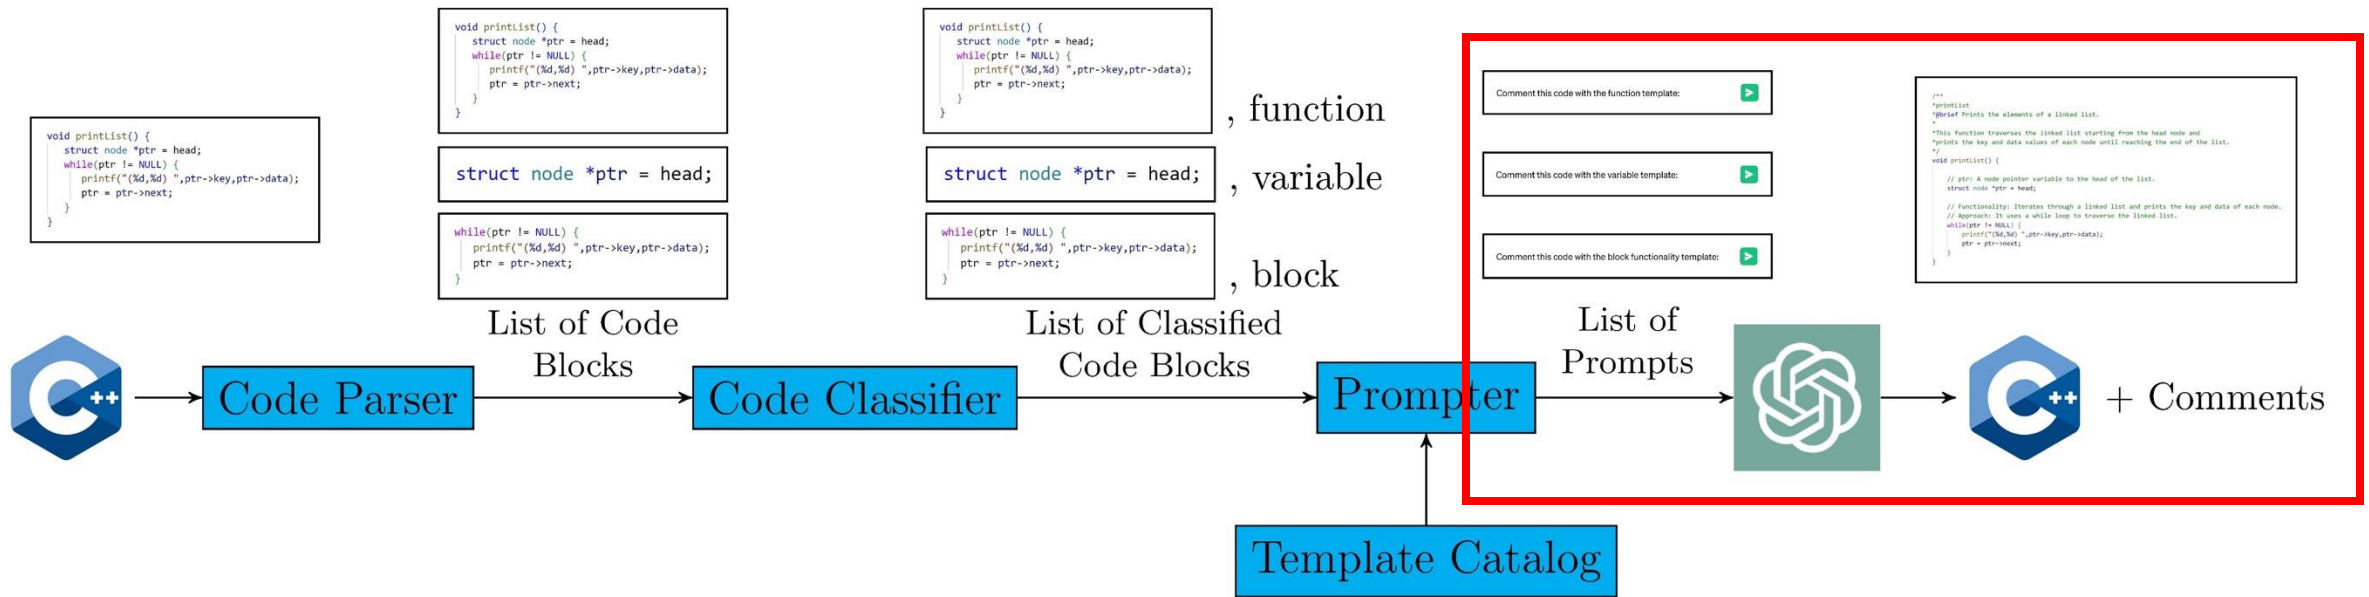 void printList() {
struct node *ptr = head;
while(ptr != NULL) {
printf("(%d,%d) ",ptr->key,ptr->data);
ptr = ptr->next;
}
}
void printList() {
struct node *ptr = head;
while(ptr != NULL) {
printf("(%d,%d) ",ptr->key,ptr->data);
ptr = ptr->next;
}
}
struct node *ptr = head;
while(ptr != NULL) {
printf("(%d,%d) ",ptr->key,ptr->data);
ptr = ptr->next;
}
void printList() {
struct node *ptr = head;
while(ptr != NULL) {
printf("(%d,%d) ",ptr->key,ptr->data);
ptr = ptr->next;
}
}
, function
struct node *ptr = head;
, variable
while(ptr != NULL) {
printf("(%d,%d) ",ptr->key,ptr->data);
ptr = ptr->next;
}
, block
Comment this code with the function template:
Comment this code with the variable template:
Comment this code with the block functionality template:
/**
*printList
*@brief Prints the elements of a linked list.
*
*This function traverses the linked list starting from the head node and
*prints the key and data values of each node until reaching the end of the list.
*/
void printList() {
// ptr: A node pointer variable to the head of the list.
struct node *ptr = head;
// Functionality: Iterates through a linked list and prints the key and data of each node.
// Approach: It uses a while loop to traverse the linked list.
while(ptr != NULL) {
printf("(%d,%d) ",ptr->key,ptr->data);
ptr = ptr->next;
}
}
C++
Code Parser
List of Code
Blocks
Code Classifier
List of Classified
Code Blocks
Prompter
List of
Prompts
C++
+ Comments
Template Catalog